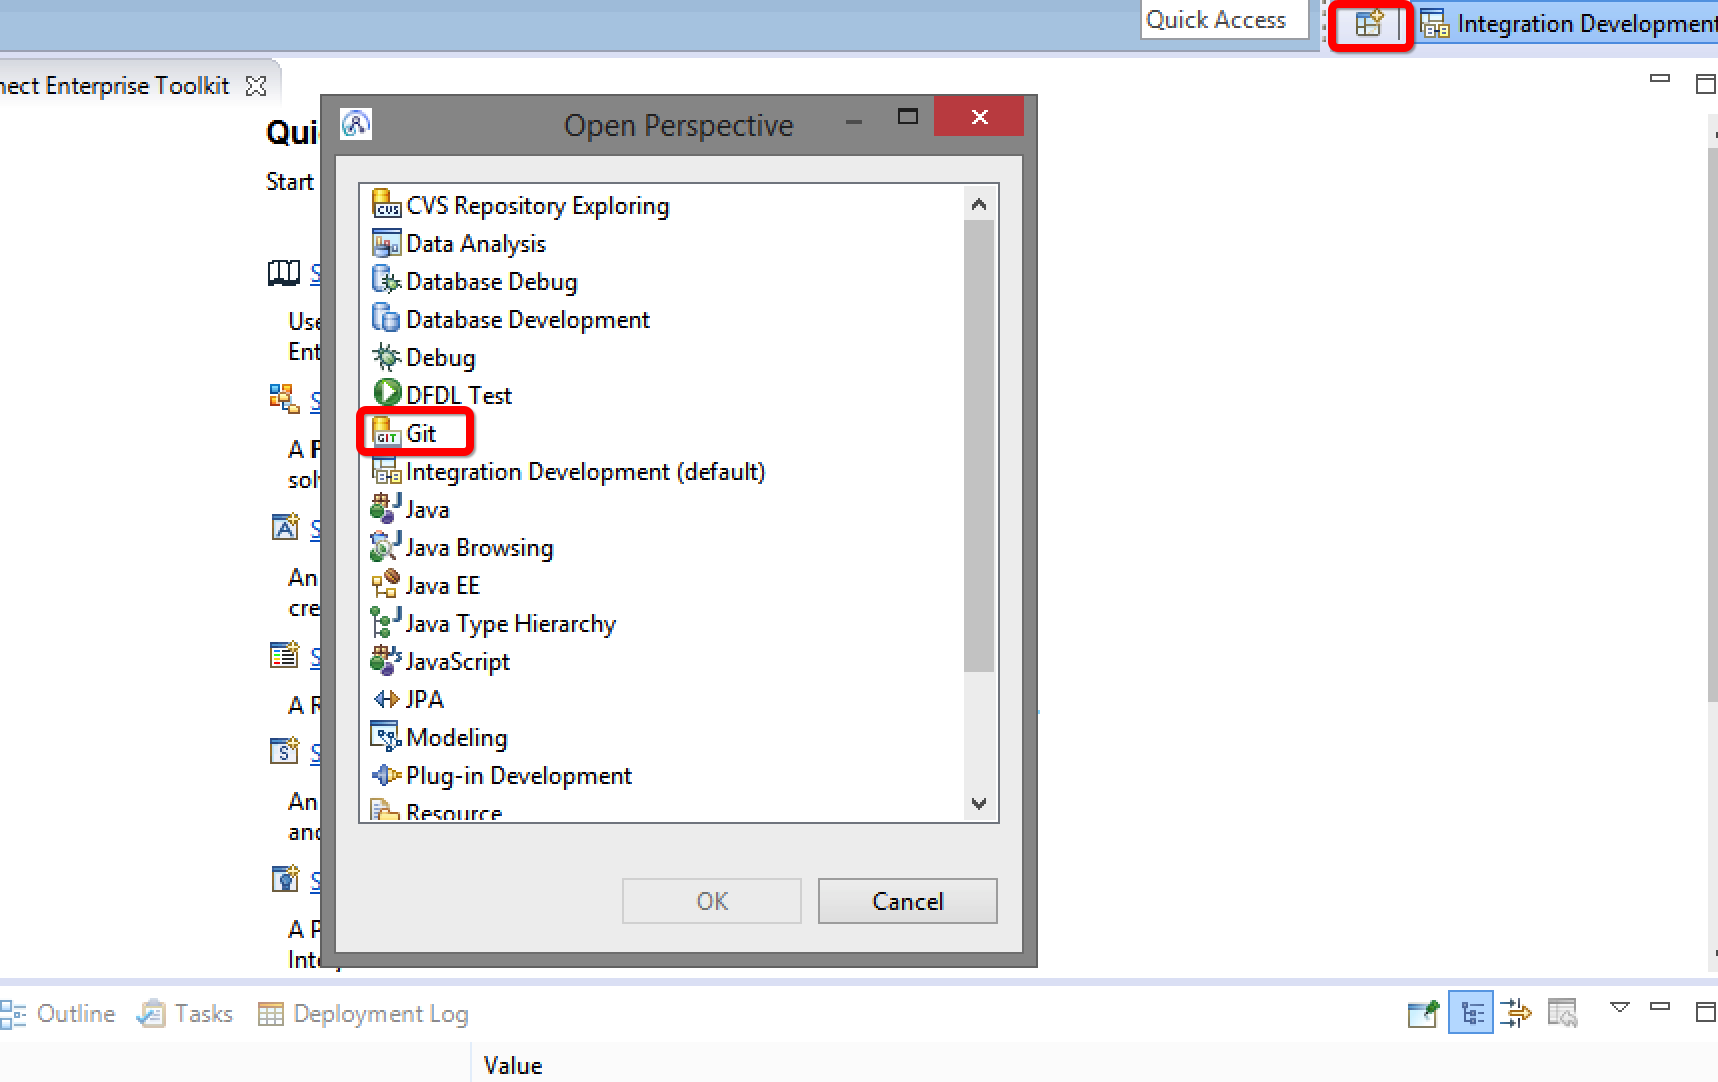 Quick Access
Integration Development
nect Enterprise Toolkit
Open Perspective
Qui
Start
CVS Repository Exploring
Data Analysis
S
Database Debug
Use
Database Development
Ent
Debug
S
DFDL Test
GIT Git
A
Integration Development (default)
sol
Java
S
Java Browsing
An
Java EE
cre
Java Type Hierarchy
S
JavaScript
A
JPA
Modeling
S
Plug-in Development
An
Resource
and
S
OK
Cancel
A
Inte
Outline
Tasks
Deployment Log
Value